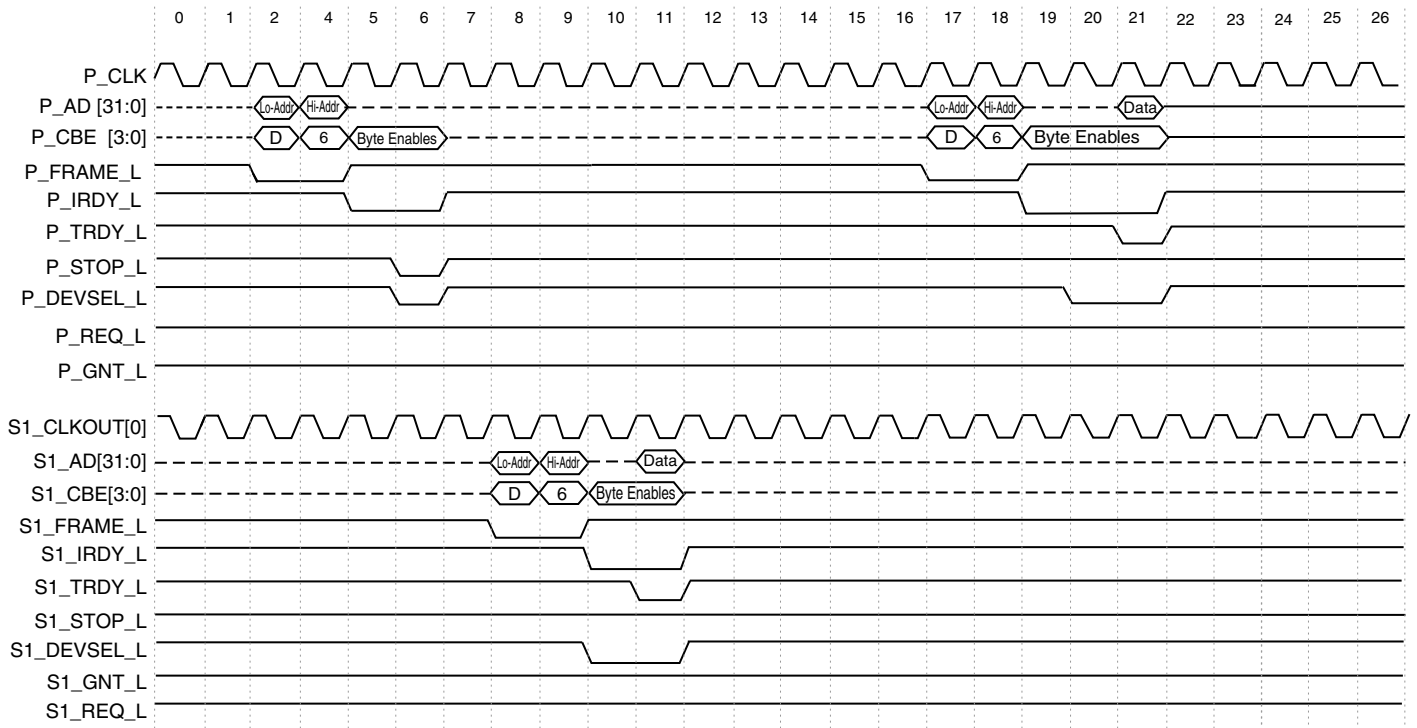 0 1 2 4 5 6 7 8 9 10 11 12 13 14 15 16 17 18 19 20 21 22 23 24 25 26
P_CLK
P_AD [31:0] Lo-Addr Hi-Addr Lo-Addr Hi-Addr Data
P_CBE [3:0] D 6 Byte Enables D 6 Byte Enables
P_FRAME_L
P_IRDY_L
P_TRDY_L
P_STOP_L
P_DEVSEL_L
P_REQ_L
P_GNT_L
S1_CLKOUT[0]
S1_AD[31:0] Lo-Addr Hi-Addr Data
S1_CBE[3:0] D 6 Byte Enables
S1_FRAME_L
S1_IRDY_L
S1_TRDY_L
S1_STOP_L
S1_DEVSEL_L
S1_GNT_L
S1_REQ_L